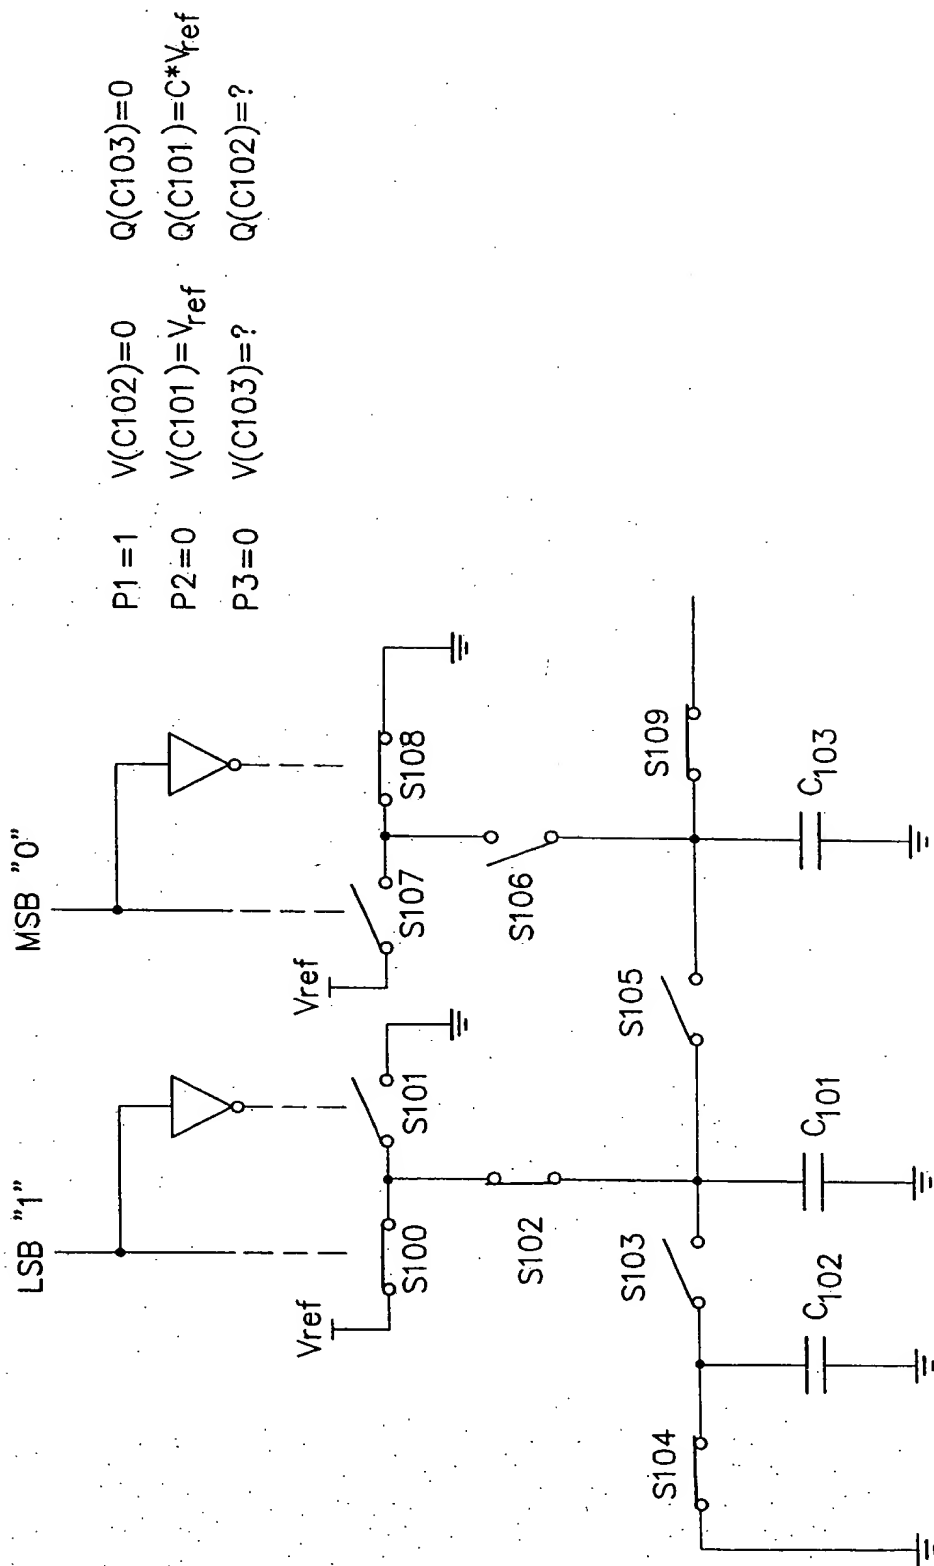 P1=1 V(C102)=0 Q(C103)=0
P2=0 V(C101)=Vref Q(C101)=C*Vref
P3=0 V(C103)=? Q(C102)=?
LSB "1"
MSB "0"
Vref
S100
S101
Vref
S107
S108
S102
S106
S104
S103
S105
S109
C102
C101
C103